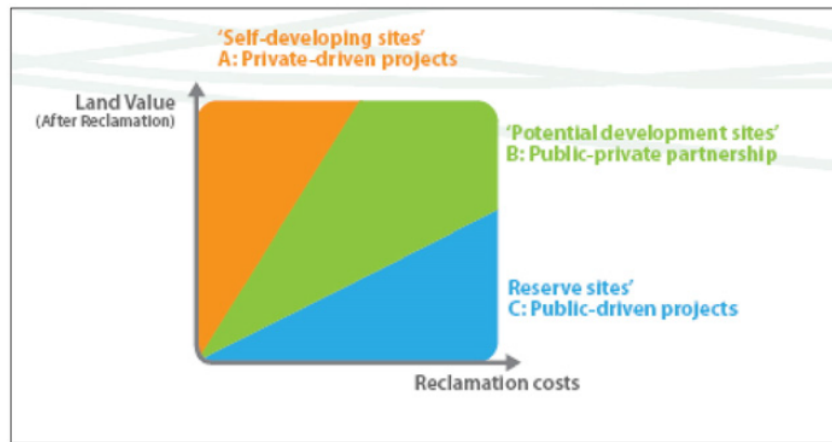 'Self-developing sites'
A: Private-driven projects
Land Value
(After Reclamation)
'Potential development sites'
B: Public-private partnership
Reserve sites'
C: Public-driven projects
Reclamation costs